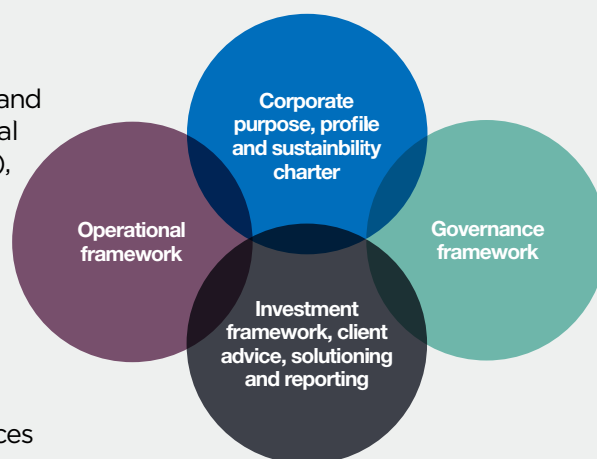 and
al
),
ces
Corporate
purpose, profile
and sustainbility
charter
Operational
framework
Governance
framework
Investment
framework, client
advice, solutioning
and reporting